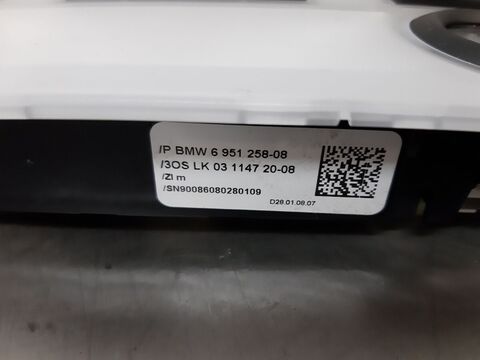 /P BMW 6 951 258-08
/3OS LK 03 1147 20-08
/ZI m
/SN90086080280109
D28.01.08.07